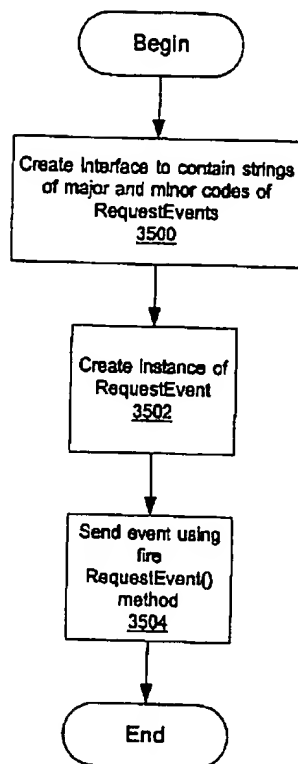 Begin
Create Interface to contain strings
of major and minor codes of
RequestEvents
3500
Create Instance of
RequestEvent
3502
Send event using
fire
RequestEvent()
method
3504
End